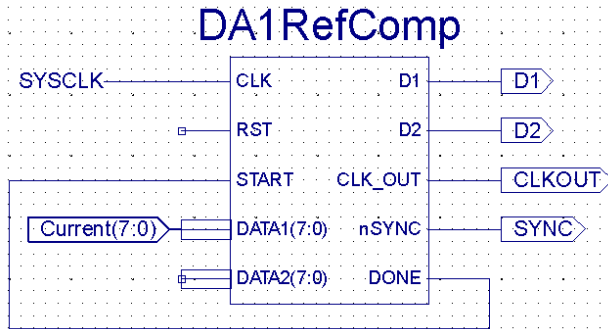 DA1RefComp
SYSCLK CLK D1 D1
RST D2 D2
START CLK_OUT CLKOUT
Current(7:0) DATA1(7:0) nSYNC SYNC
DATA2(7:0) DONE